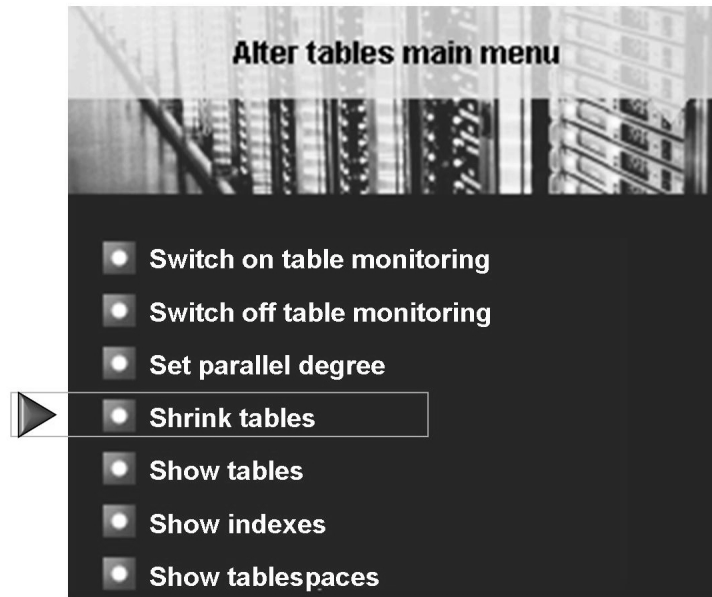 Alter tables main menu
Switch on table monitoring
Switch off table monitoring
Set parallel degree
Shrink tables
Show tables
Show indexes
Show tablespaces